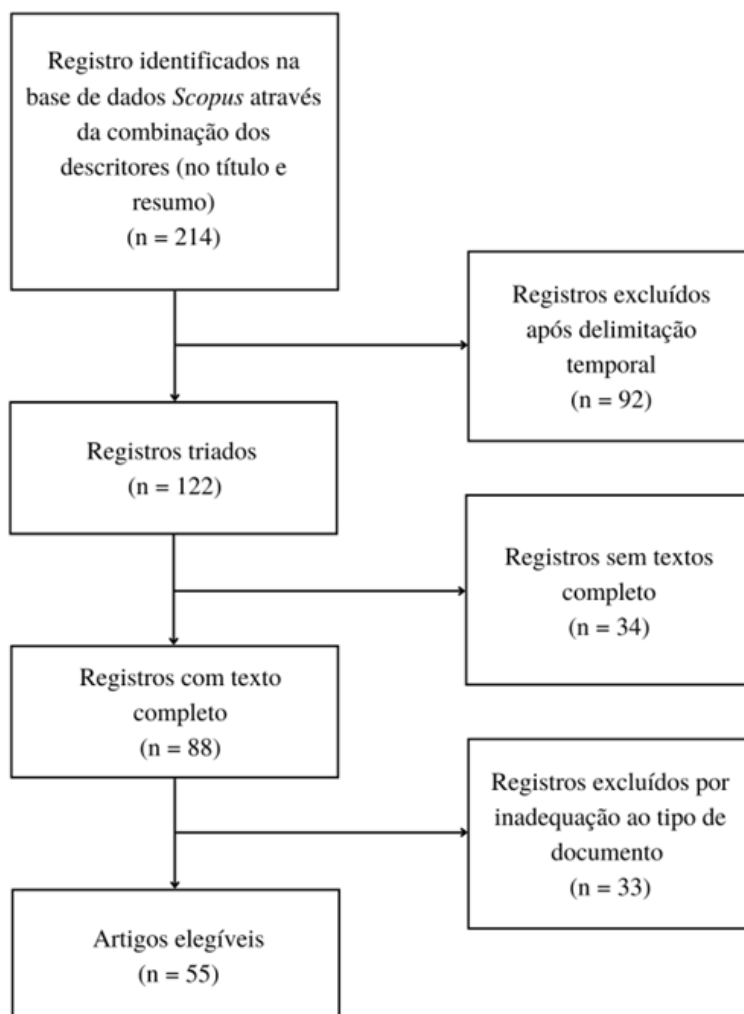 Registro identificados na
base de dados Scopus através
da combinação dos
descritores (no título e
resumo)
(n = 214)
Registros excluídos
após delimitação
temporal
(n = 92)
Registros triados
(n = 122)
Registros sem textos
completo
(n = 34)
Registros com texto
completo
(n = 88)
Registros excluídos por
inadequação ao tipo de
documento
(n = 33)
Artigos elegíveis
(n = 55)